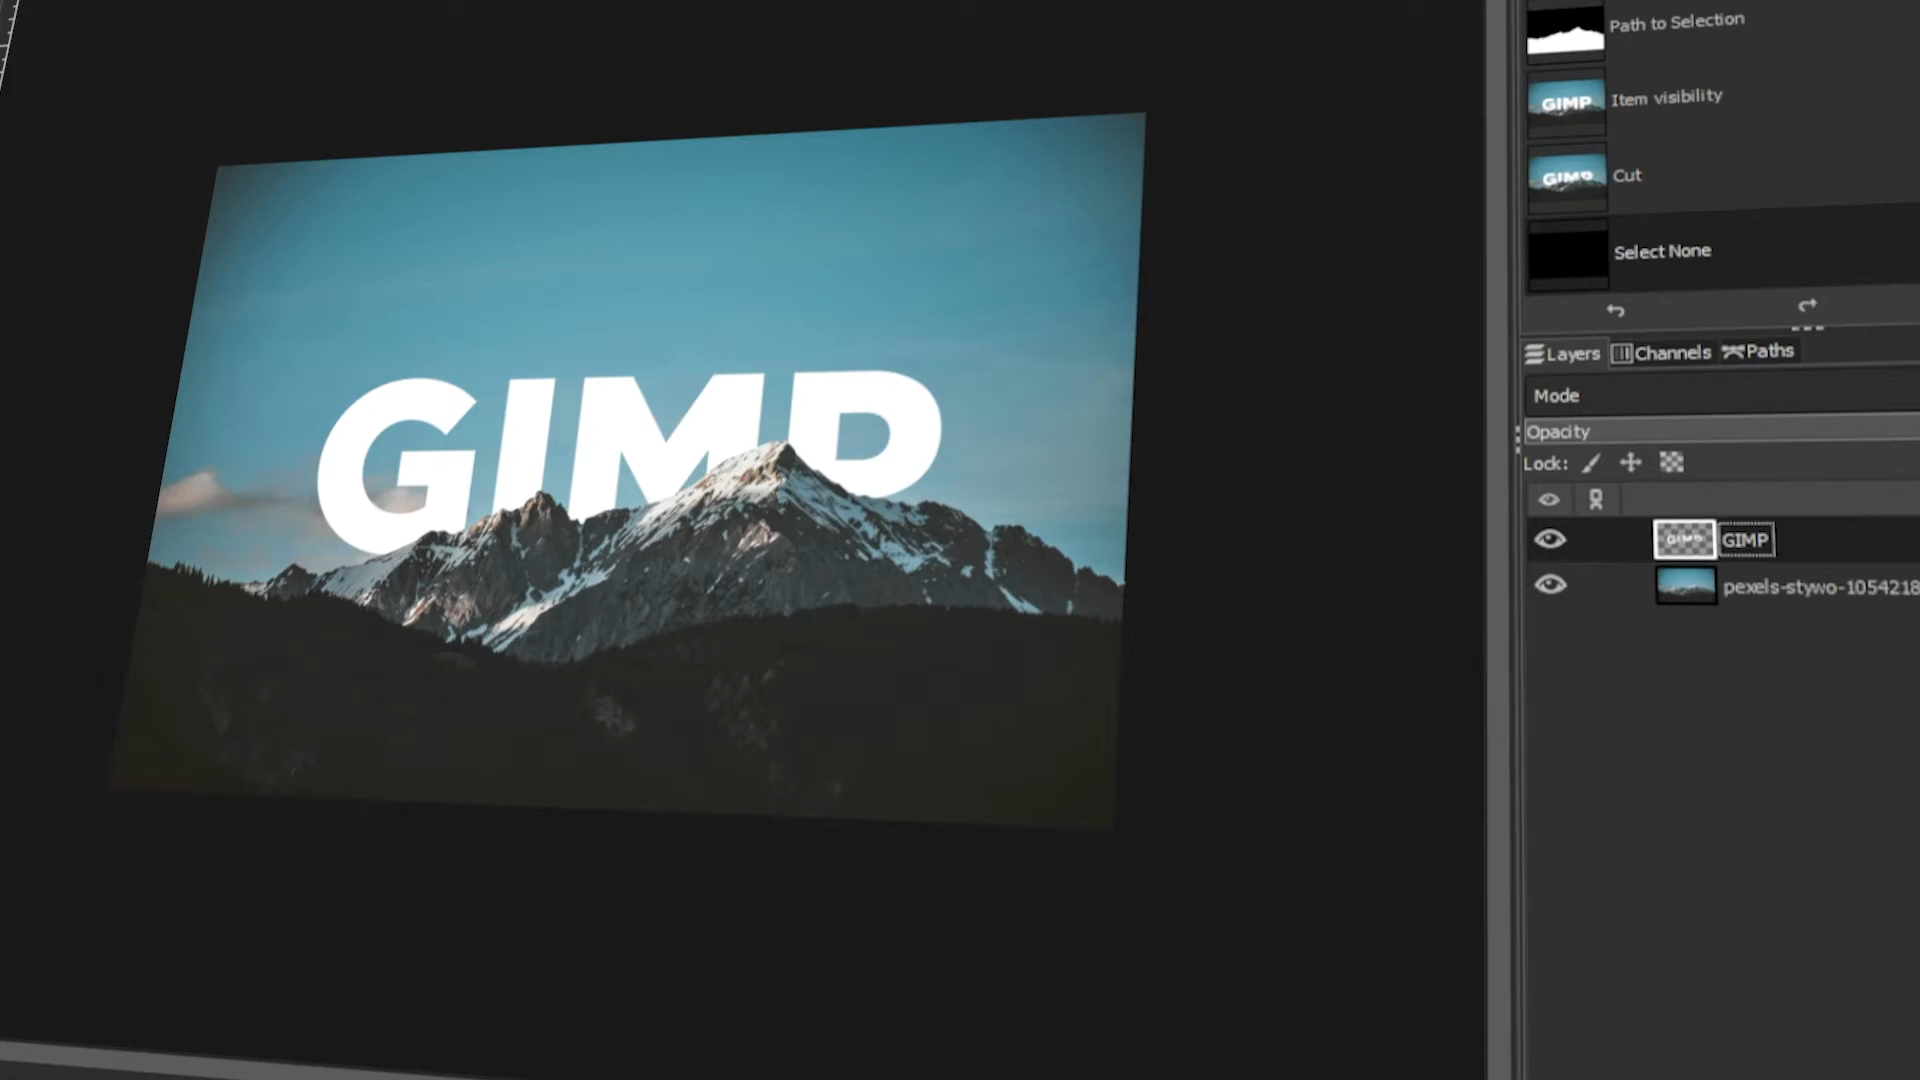 Path to Selection
Item visibility
Cut
Select None
Layers Channels Paths
Mode
Opacity
Lock:
GIMP
GIMP
pexels-stywo-1054218